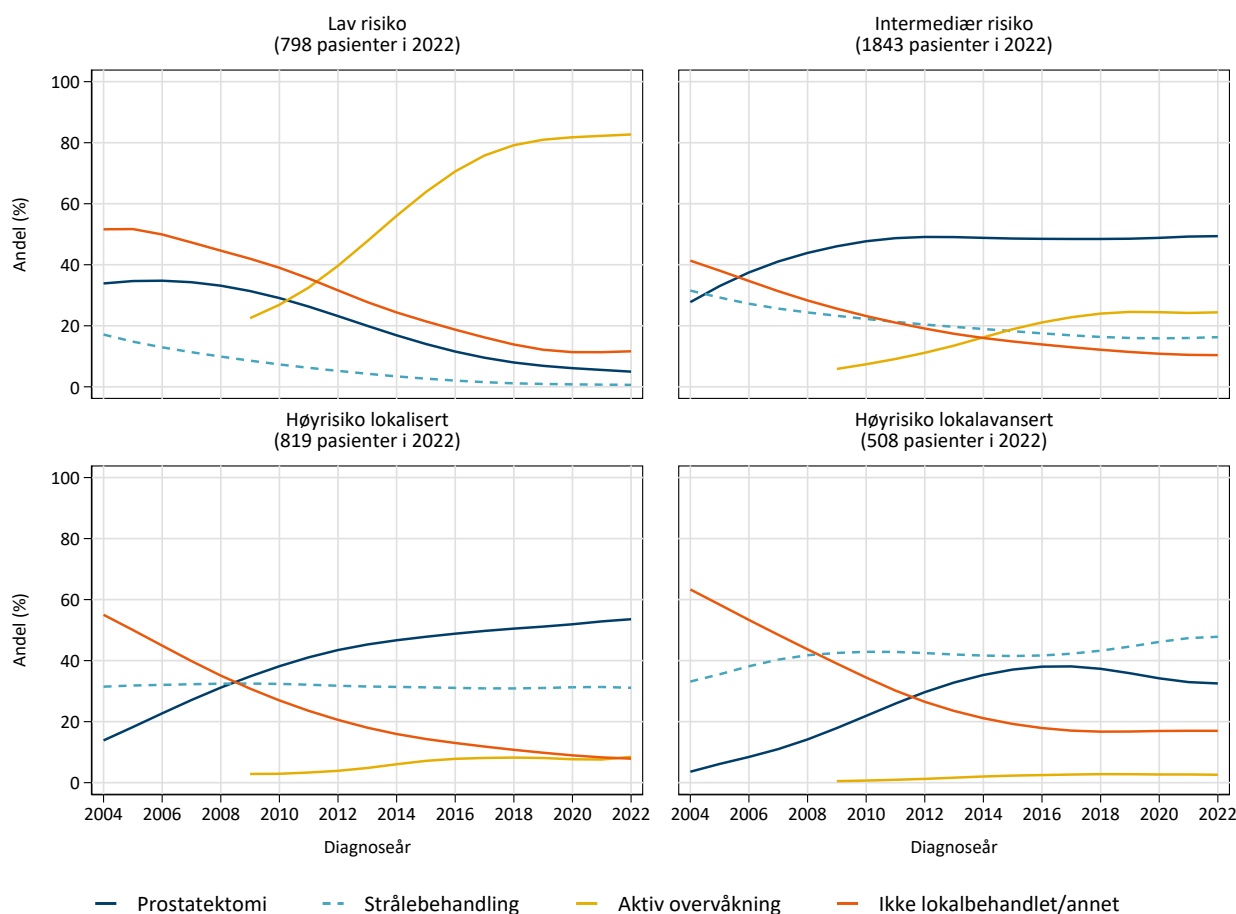 Lav risiko
(798 pasienter i 2022)
Intermediær risiko
(1843 pasienter i 2022)
100
80
60
40
20
0
Andel (%)
Høyrisiko lokalisert
(819 pasienter i 2022)
Høyrisiko lokalavansert
(508 pasienter i 2022)
100
80
60
40
20
0
Andel (%)
2004 2006 2008 2010 2012 2014 2016 2018 2020 2022
2004 2006 2008 2010 2012 2014 2016 2018 2020 2022
Diagnoseår
Diagnoseår
Prostatektomi Strålebehandling Aktiv overvåkning Ikke lokalbehandlet/annet